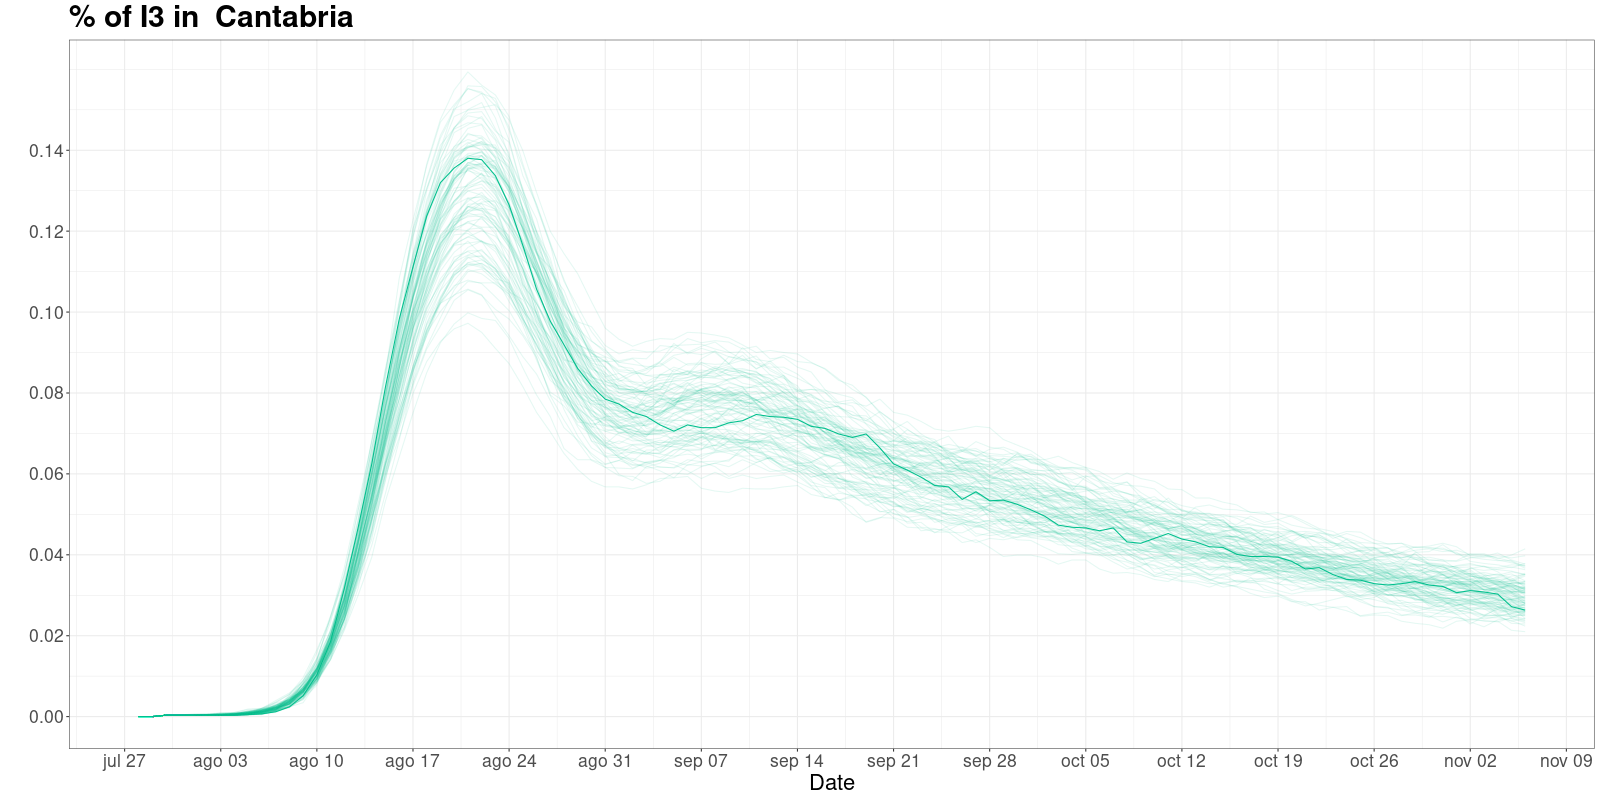 % of I3 in  Cantabria
0.14
0.12
0.10
0.08
0.06
0.04
0.02
0.00
jul 27 ago 03 ago 10 ago 17 ago 24 ago 31 sep 07 sep 14 sep 21 sep 28 oct 05 oct 12 oct 19 oct 26 nov 02 nov 09
Date